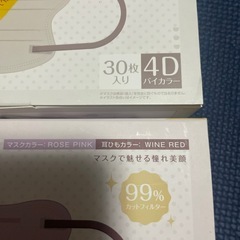 30枚
入り
4D
バイカラー
マスクカラー：ROSE PINK
耳ひもカラー：WINE RED
マスクで魅せる憧れ美顔
99%
カットフィルター